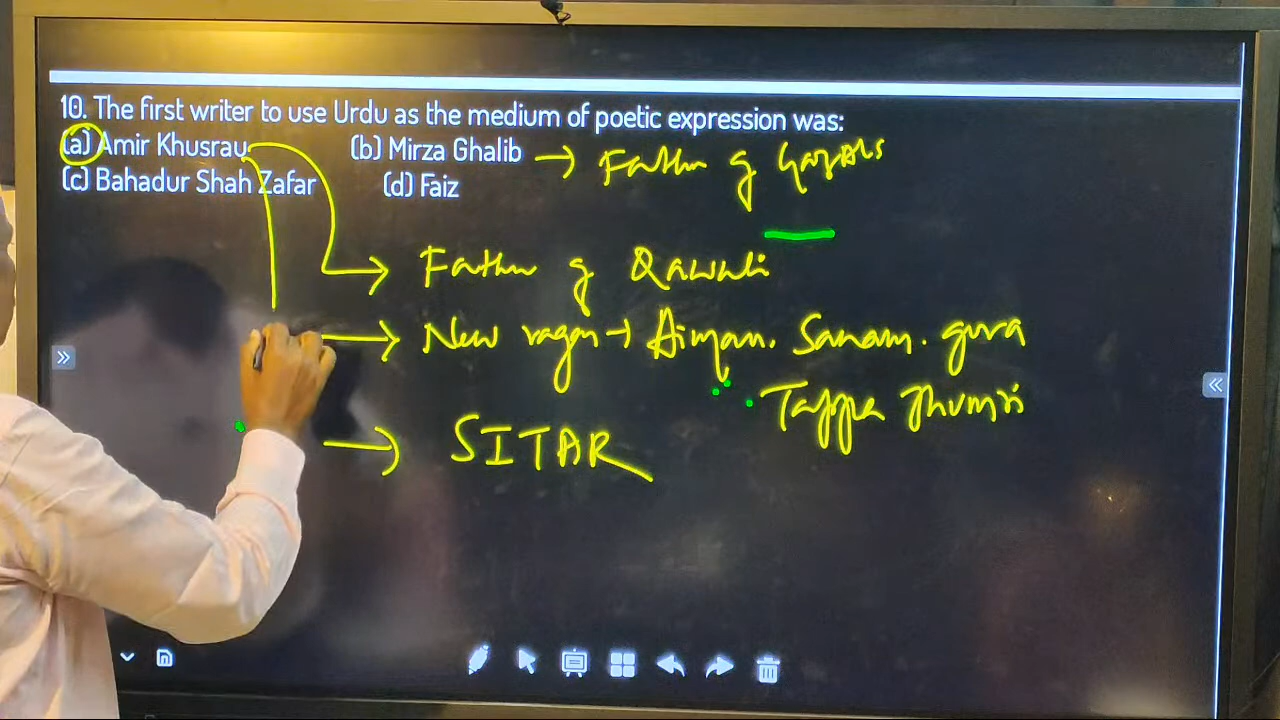 10. The first writer to use Urdu as the medium of poetic expression was:
(a) Amir Khusrau (b) Mirza Ghalib → Father of Gazals
(c) Bahadur Shah Zafar (d) Faiz
→ Father of Qawali
→ New ragas → Aiman. Sanam. gora
Tappa Thumri
→ SITAR